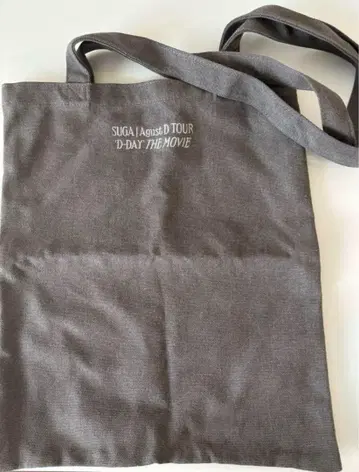 SUGA | Agust D TOUR
'D-DAY' THE MOVIE